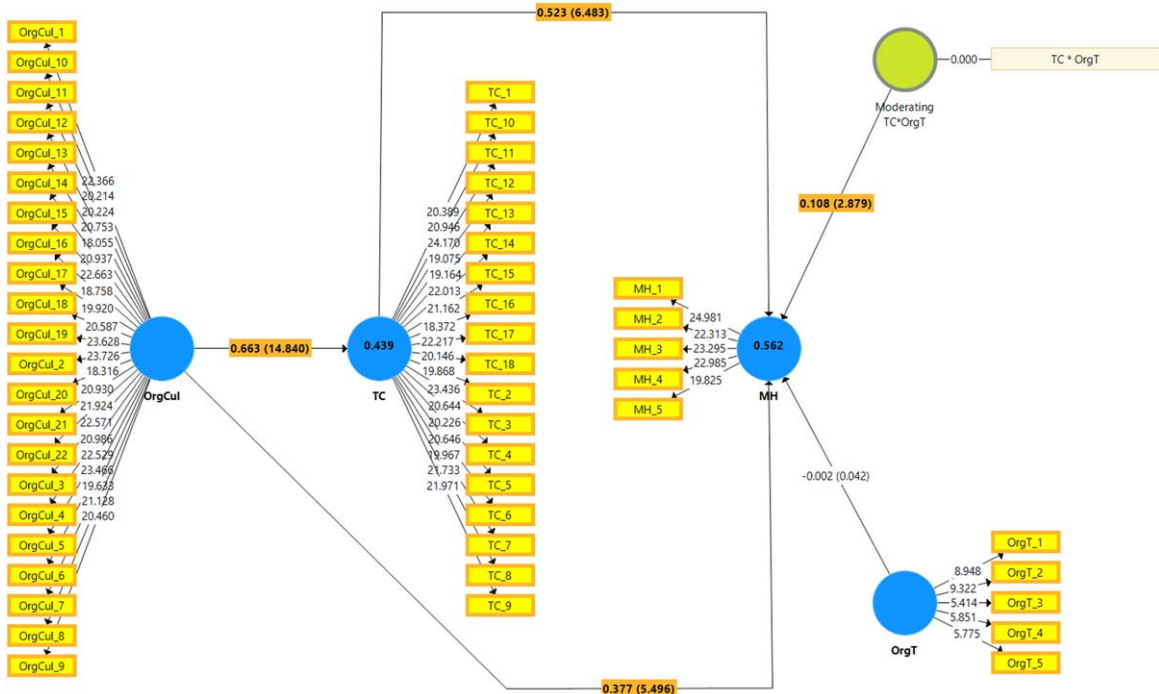 OrgCul_1
OrgCul_10
OrgCul_11
OrgCul_12
OrgCul_13
OrgCul_14
OrgCul_15
OrgCul_16
OrgCul_17
OrgCul_18
OrgCul_19
OrgCul_2
OrgCul_20
OrgCul_21
OrgCul_22
OrgCul_3
OrgCul_4
OrgCul_5
OrgCul_6
OrgCul_7
OrgCul_8
OrgCul_9
22.366
20.214
20.224
20.753
18.055
20.937
22.663
18.758
19.920
20.587
23.628
23.726
18.316
20.930
21.924
22.571
20.986
22.529
23.466
19.633
21.128
20.460
OrgCul
0.663 (14.840)
0.439
TC
20.389
20.946
24.170
19.075
19.164
22.013
21.162
18.372
22.217
20.146
19.868
23.436
20.644
20.226
20.646
19.967
21.733
21.971
TC_1
TC_10
TC_11
TC_12
TC_13
TC_14
TC_15
TC_16
TC_17
TC_18
TC_2
TC_3
TC_4
TC_5
TC_6
TC_7
TC_8
TC_9
0.523 (6.483)
MH_1
MH_2
MH_3
MH_4
MH_5
24.981
22.313
23.295
22.985
19.825
0.562
MH
0.377 (5.496)
Moderating
TC*OrgT
0.000
TC * OrgT
0.108 (2.879)
-0.002 (0.042)
OrgT
8.948
9.322
5.414
5.851
5.775
OrgT_1
OrgT_2
OrgT_3
OrgT_4
OrgT_5